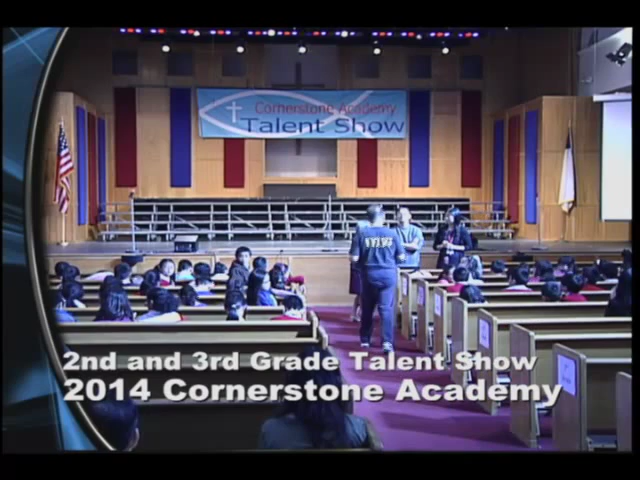 Cornerstone Academy
Talent Show
2nd and 3rd Grade Talent Show
2014 Cornerstone Academy